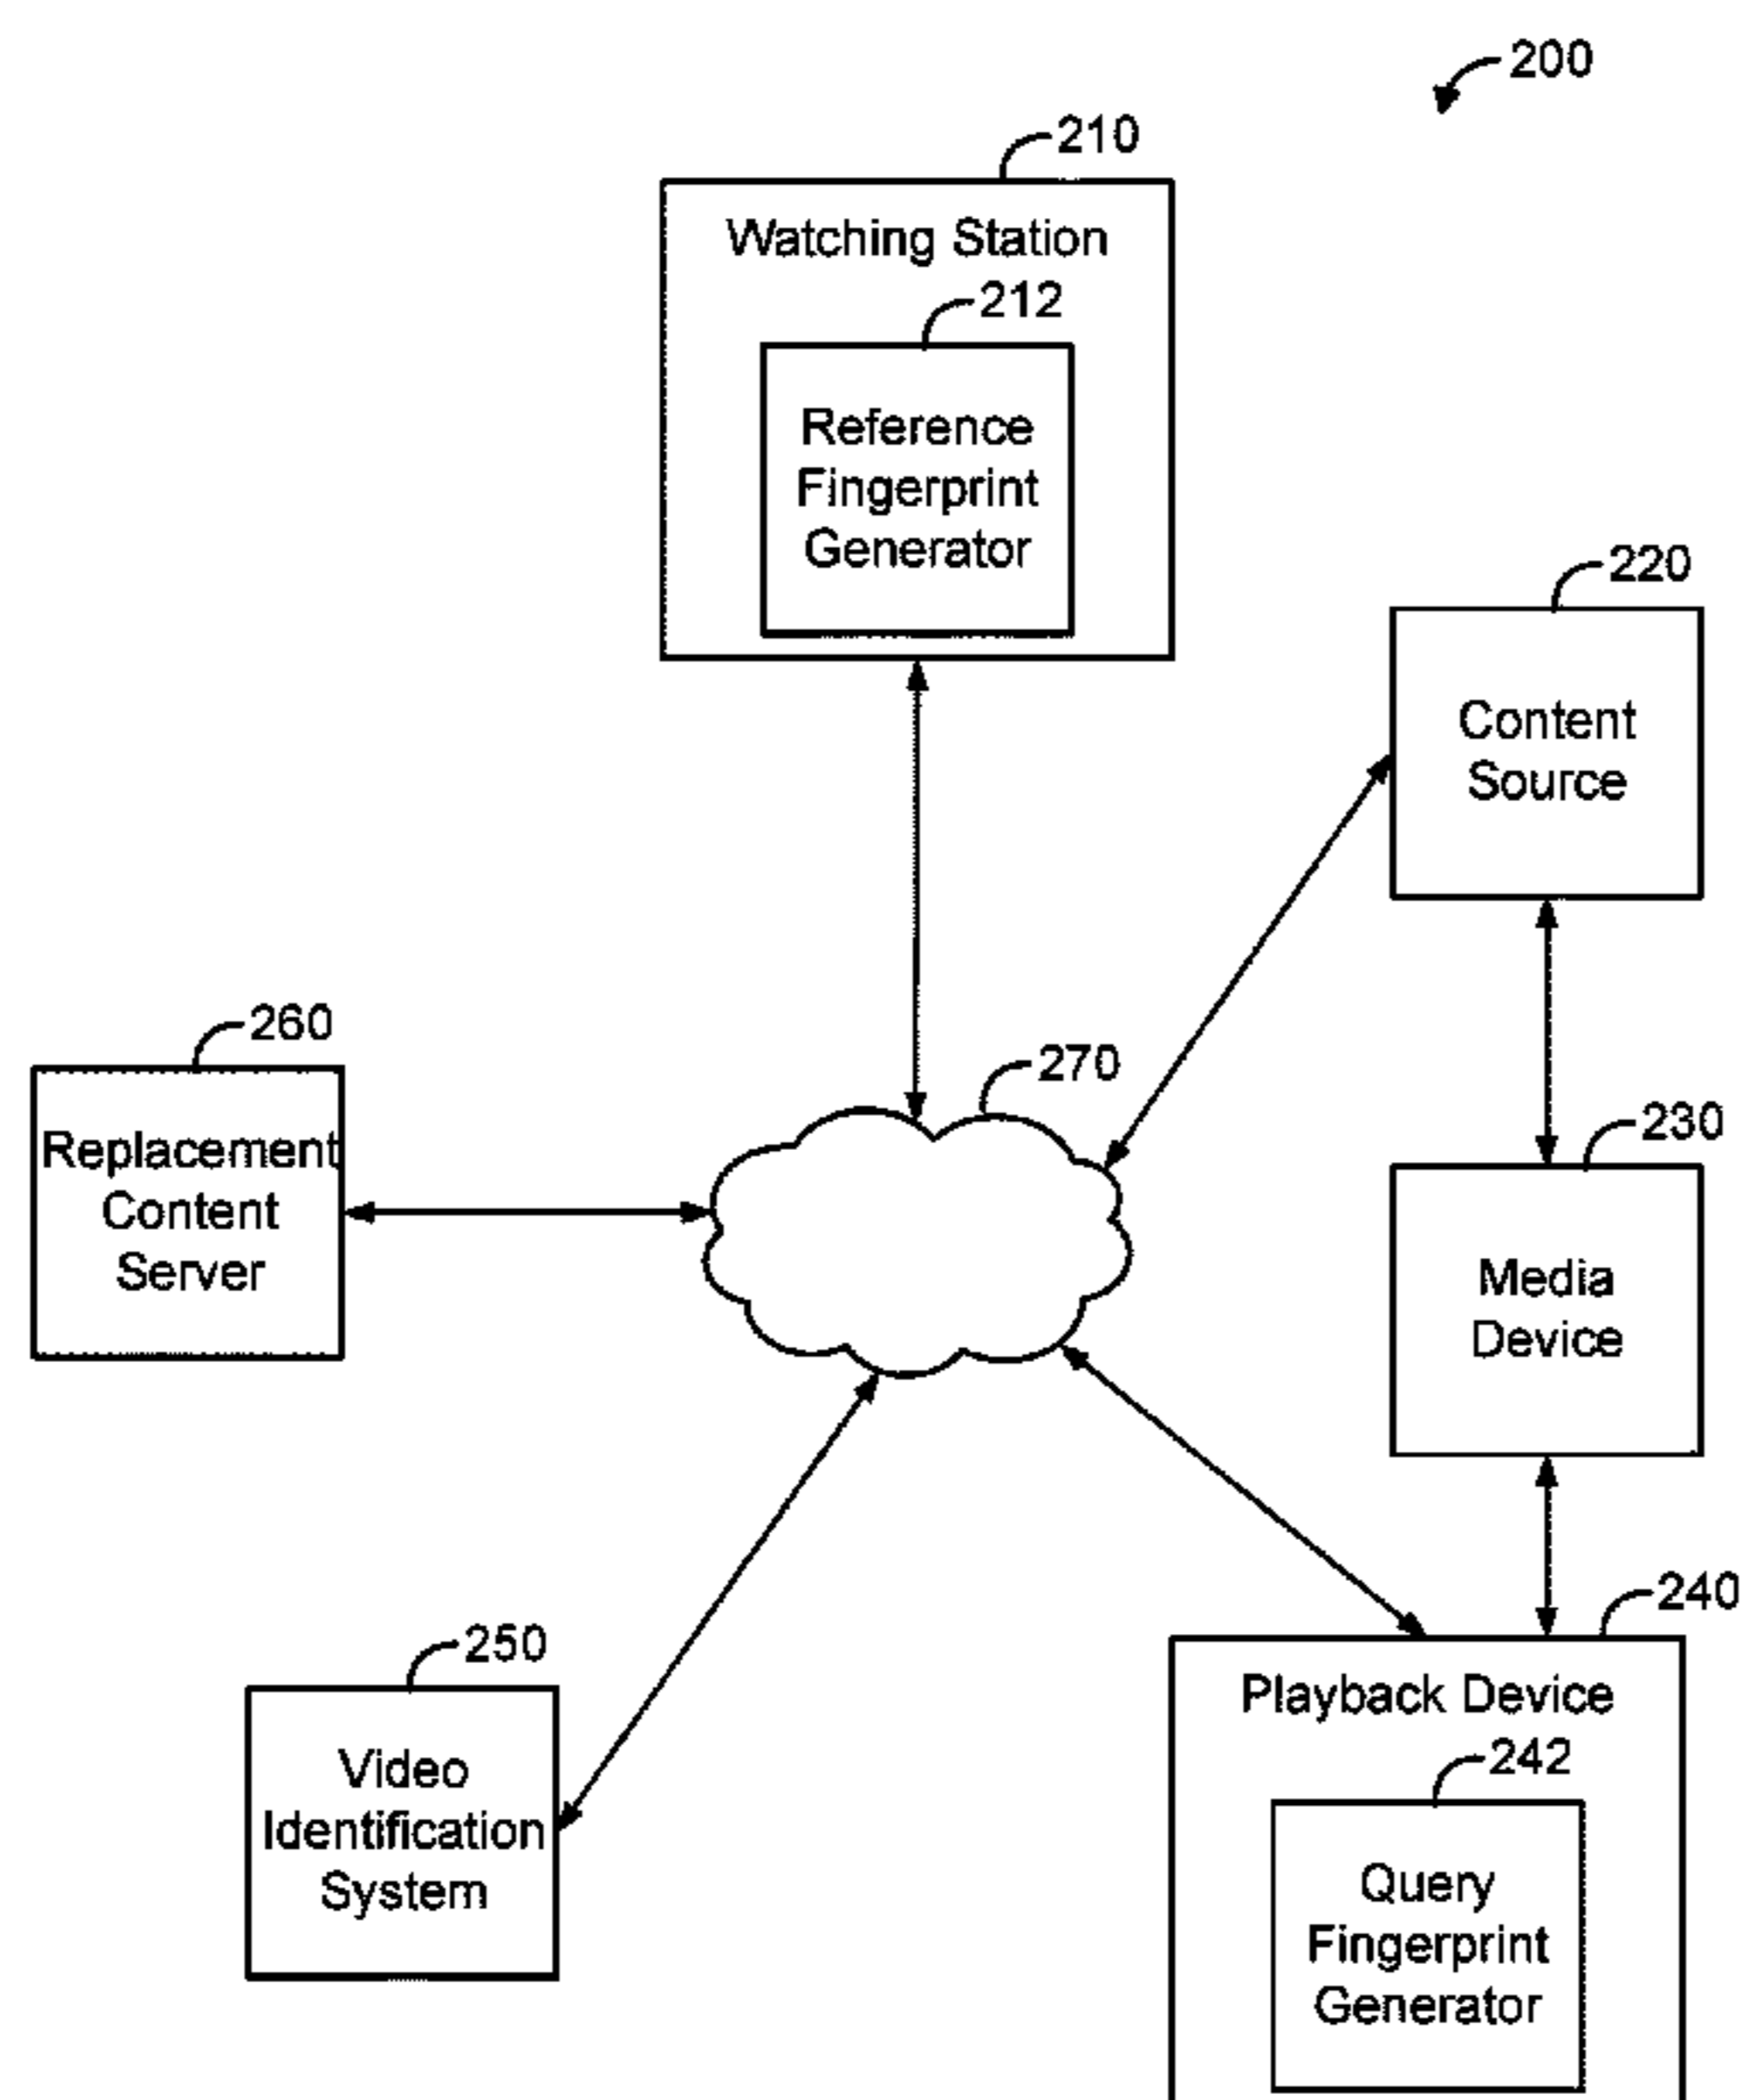 200
210
Watching Station
212
Reference
Fingerprint
Generator
220
Content
Source
260
Replacement
Content
Server
270
230
Media
Device
250
Video
Identification
System
240
Playback Device
242
Query
Fingerprint
Generator